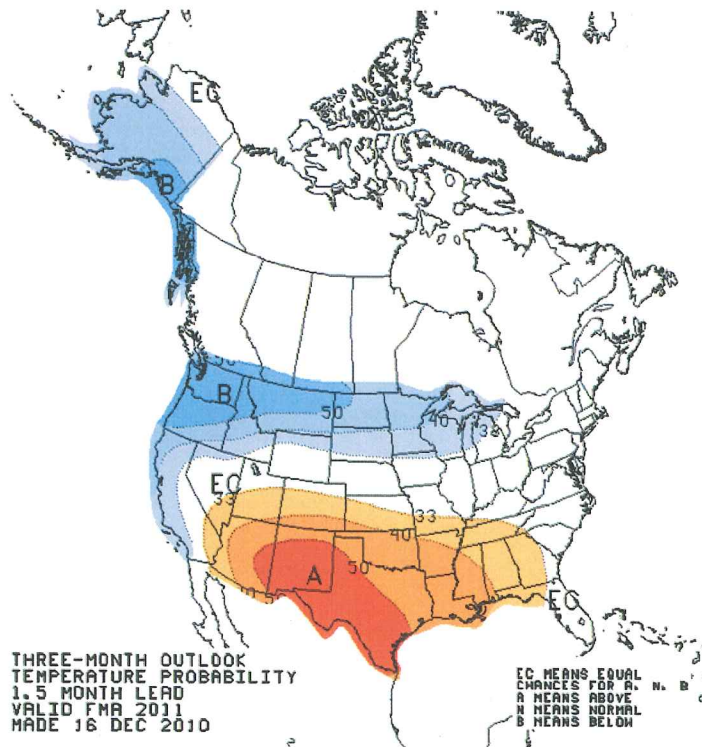 EC
B
B
50
40
33
EC
33
33
40
50
A
EC
THREE-MONTH OUTLOOK
TEMPERATURE PROBABILITY
1.5 MONTH LEAD
VALID FMA 2011
MADE 16 DEC 2010
EC MEANS EQUAL
CHANCES FOR A, N, B
A MEANS ABOVE
N MEANS NORMAL
B MEANS BELOW